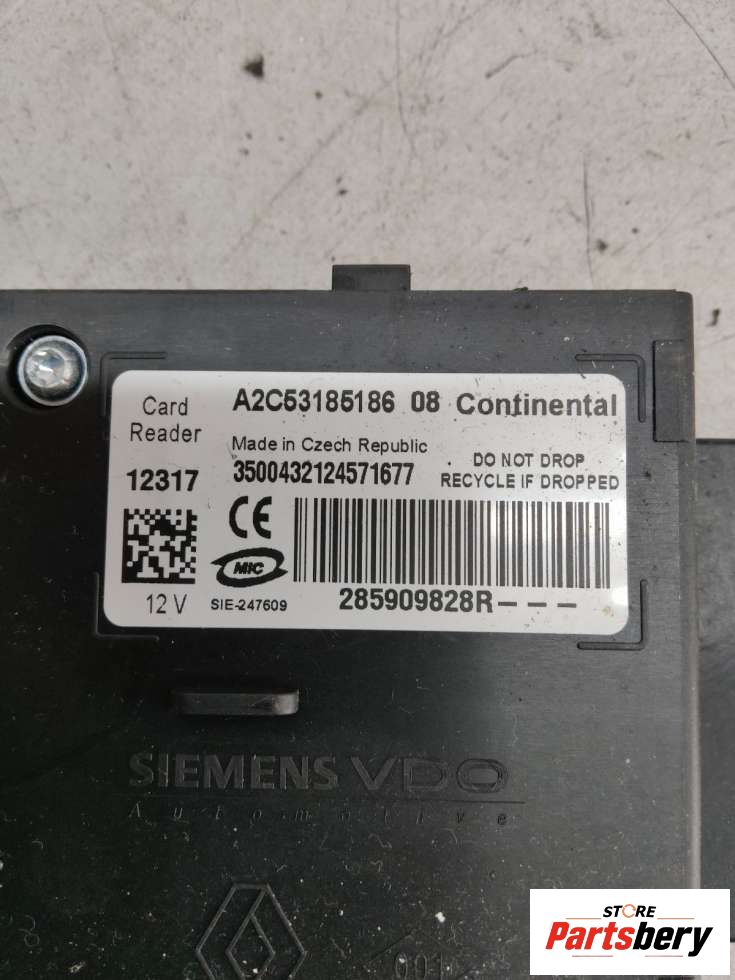 Card Reader
A2C53185186 08 Continental
Made in Czech Republic
12317
3500432124571677
DO NOT DROP
RECYCLE IF DROPPED
CE
MIC
12 V
SIE-247609
285909828R---
SIEMENS VDO
Automotive
001
STORE
Partsbery